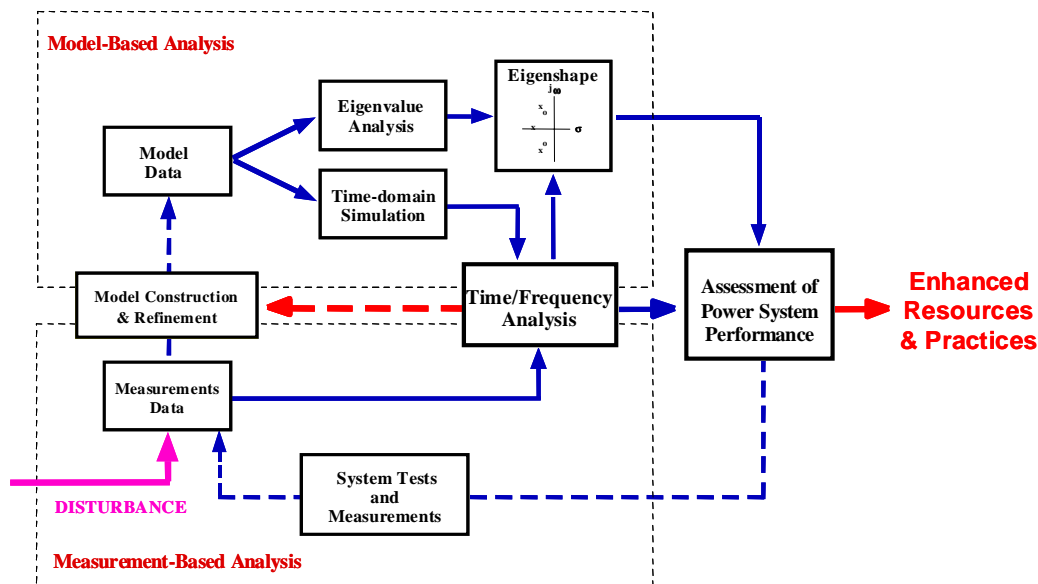 Model-Based Analysis
Eigenvalue
Analysis
Eigenshape
jω
x
o
x
σ
o
x
Model
Data
Time-domain
Simulation
Model Construction
& Refinement
Time/Frequency
Analysis
Assessment of
Power System
Performance
Enhanced
Resources
& Practices
Measurements
Data
System Tests
and
Measurements
DISTURBANCE
Measurement-Based Analysis